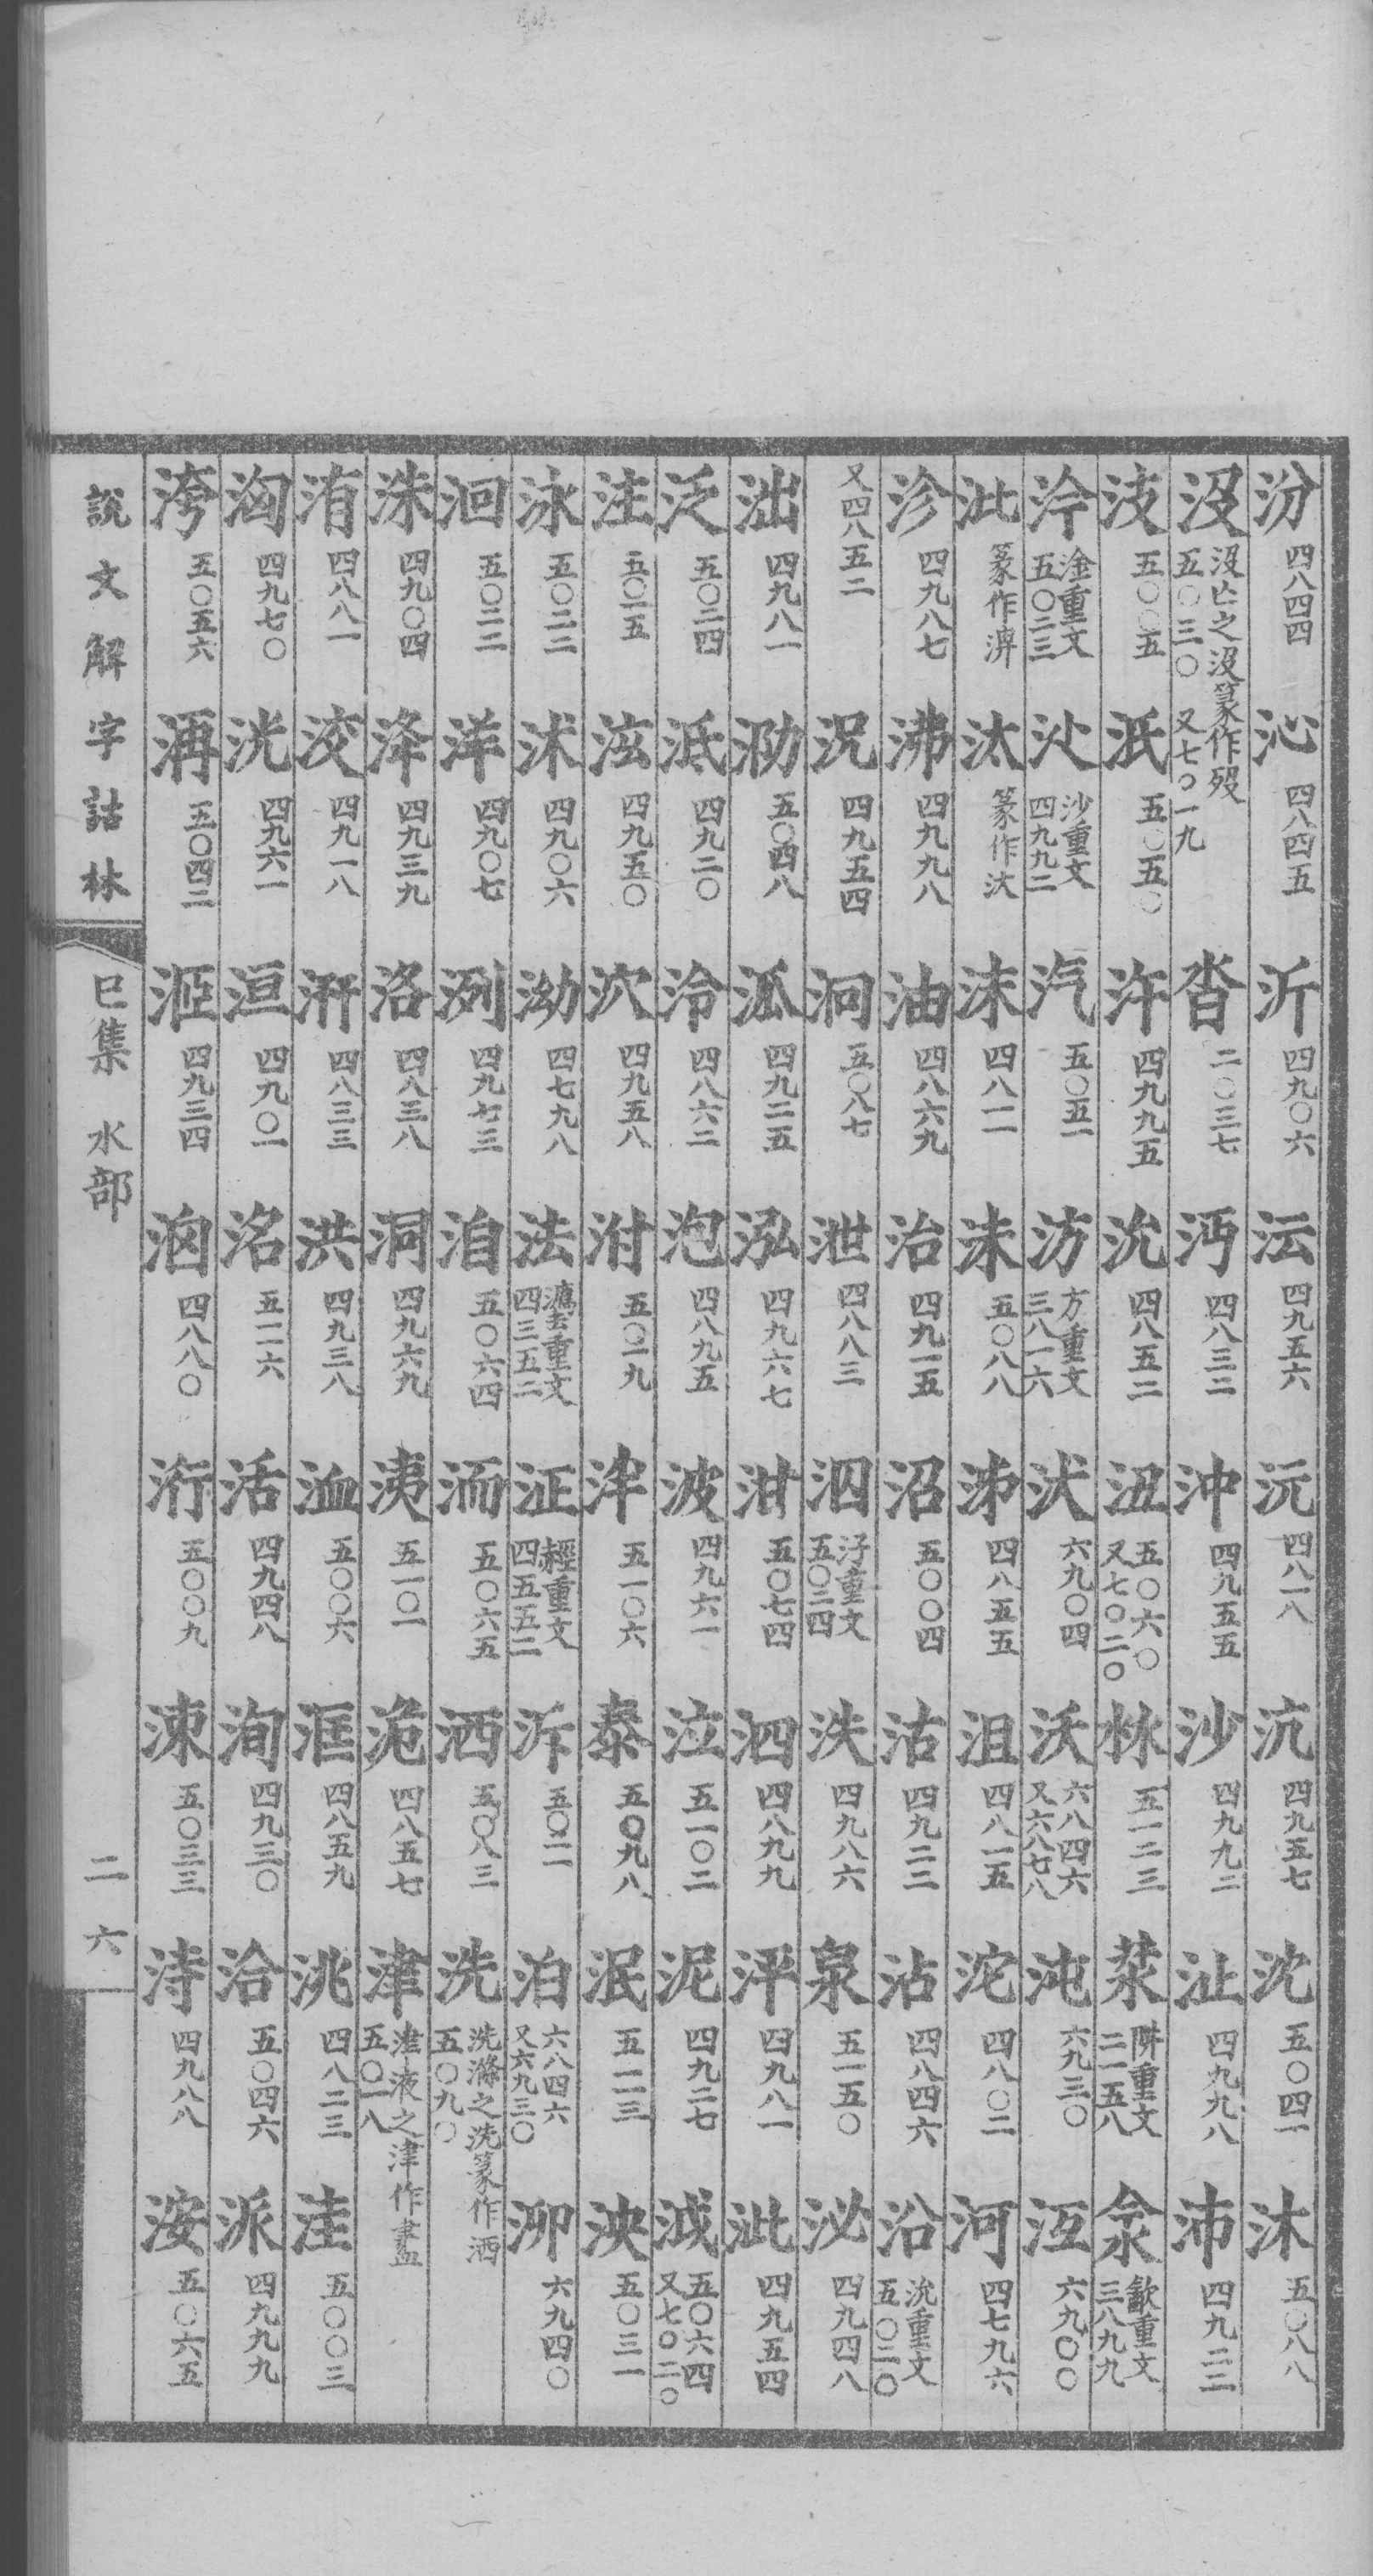 汾 四八四四 沁 四八四五 沂 四九〇六 沄 四九五六 沅 四八一八 沆 四九五七 沈 五〇四一 沐 五〇八八
沒 沒亡之沒篆作歿 五〇三〇 又七〇一九 沓 二〇三七 沔 四八三二 沖 四九五五 沙 四九九二 沚 四九九八 沛 四九二二
汥 五〇〇五 汦 五〇五〇 汻 四九九五 沇 四八五二 沑 五〇六〇 又七〇二〇 沝 五一二三 汬 阱重文 二一五八 汆 歙重文 三八九九
汵 淦重文 五〇二三 沙重文 四九九二 汽 五〇五一 汸 方重文 三八一六 汱 六九〇四 沃 六八四六 又六八七八 沌 六九三〇 沍 六九〇〇
泚 篆作濟 汰 篆作汏 沫 四八一一 沬 五〇八八 沸 四八五五 沮 四八一五 沱 四八〇二 河 四七九六
沴 四九八七 沸 四九九八 油 四八六九 治 四九一五 沼 五〇〇四 沽 四九二三 沾 四八四六 沿 沇重文 五〇二〇
又四八五二 況 四九五四 泂 五〇八七 泄 四八八三 泅 汓重文 五〇二四 泆 四九八六 泉 五一五〇 泌 四九四八
泏 四九八一 泐 五〇四八 泒 四九二五 泓 四九六七 泔 五〇七四 泗 四八九九 泙 四九八一 泚 四九五四
泛 五〇二四 泜 四九二〇 泠 四八六二 泡 四八九五 波 四九六一 泣 五一〇二 泥 四九二七 泧 五〇六四 又七〇二〇
注 五〇一五 泫 四九五〇 泬 四九五八 泭 五〇一九 泮 五一〇六 泰 五〇九八 泯 五一一三 泱 五〇三一
泳 五〇二二 沭 四九〇六 泑 四七九八 法 灋重文 四三五二 泟 經重文 四五五二 泝 五〇二一 泊 六八四六 又六九三〇 泖 六九四〇
洄 五〇二二 洋 四九〇七 洌 四九七三 洎 五〇六四 洏 五〇六五 洒 五〇八三 洗 洗滌之洗篆作洒 五〇九〇
洙 四九〇四 洚 四九三九 洛 四八三八 洞 四九六九 洟 五一〇一 洈 四八五七 津 津液之津作𧗁 五〇一八
洧 四八八一 洨 四九一八 汧 四八三三 洪 四九三八 洫 五〇〇六 洭 四八五九 洮 四八二三 洼 五〇〇三
洶 四九七〇 洸 四九六一 洹 四九〇一 洺 五一一六 活 四九四八 洵 四九三〇 洽 五〇四六 派 四九九九
洿 五〇五六 洅 五〇四二 洍 四九三四 洇 四八八〇 洐 五〇〇九 涑 五〇三三 洔 四九八八 洝 五〇六五
說文解字詁林 巳集 水部 二六